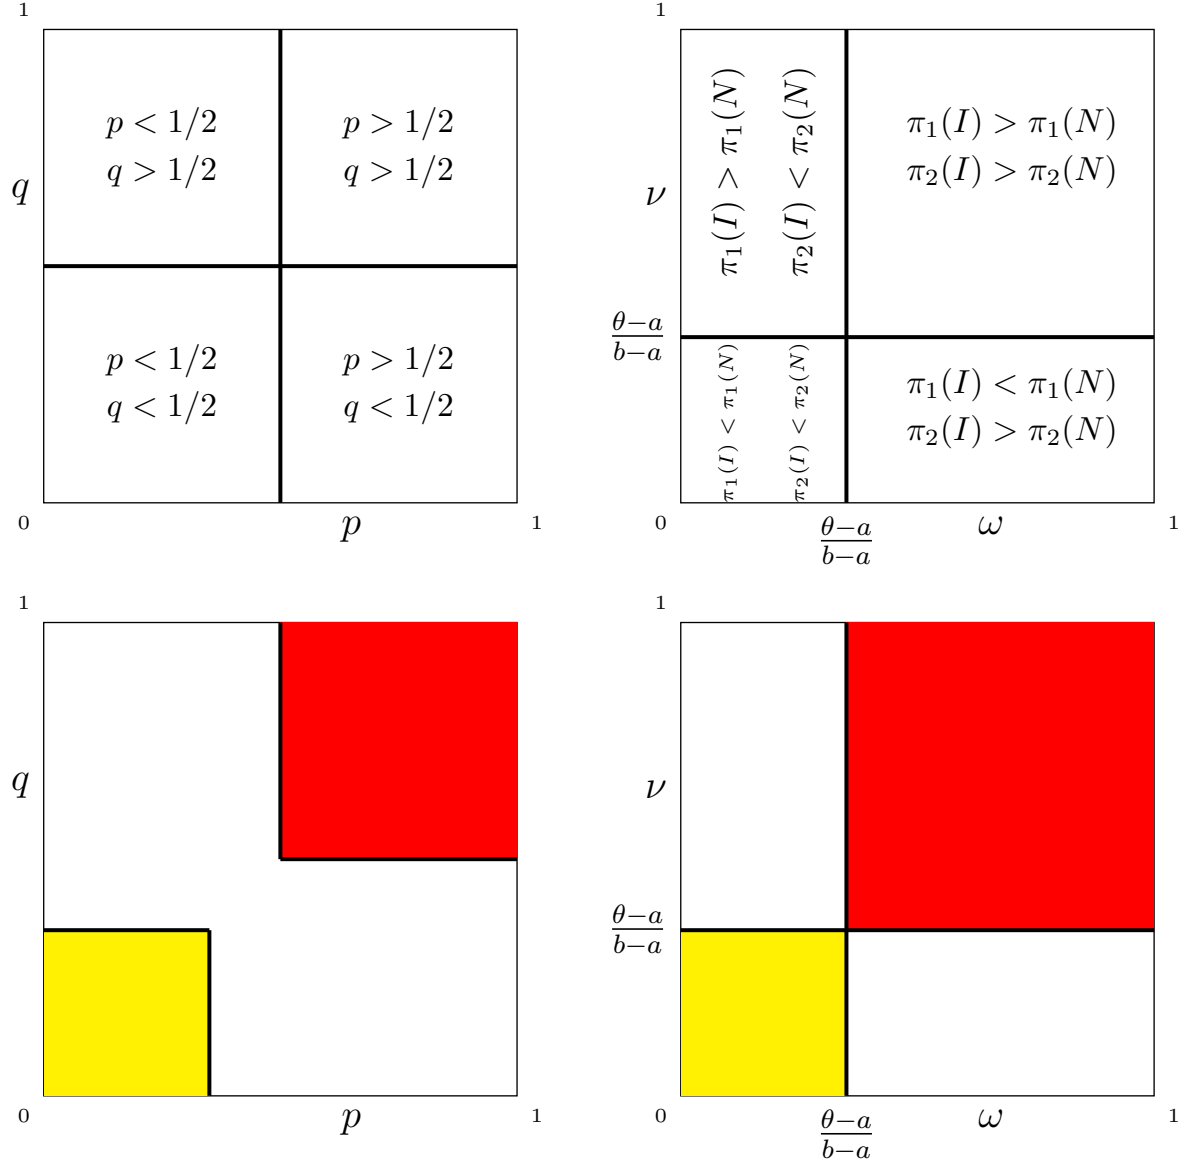 1
p < 1/2
q > 1/2
p > 1/2
q > 1/2
q
p < 1/2
q < 1/2
p > 1/2
q < 1/2
0
p
1
1
π₁(I) > π₁(N)
π₂(I) < π₂(N)
π₁(I) > π₁(N)
π₂(I) > π₂(N)
ν
θ−a
b−a
π₁(I) < π₁(N)
π₂(I) < π₂(N)
π₁(I) < π₁(N)
π₂(I) > π₂(N)
0
θ−a
b−a
ω
1
1
q
0
p
1
1
ν
θ−a
b−a
0
θ−a
b−a
ω
1